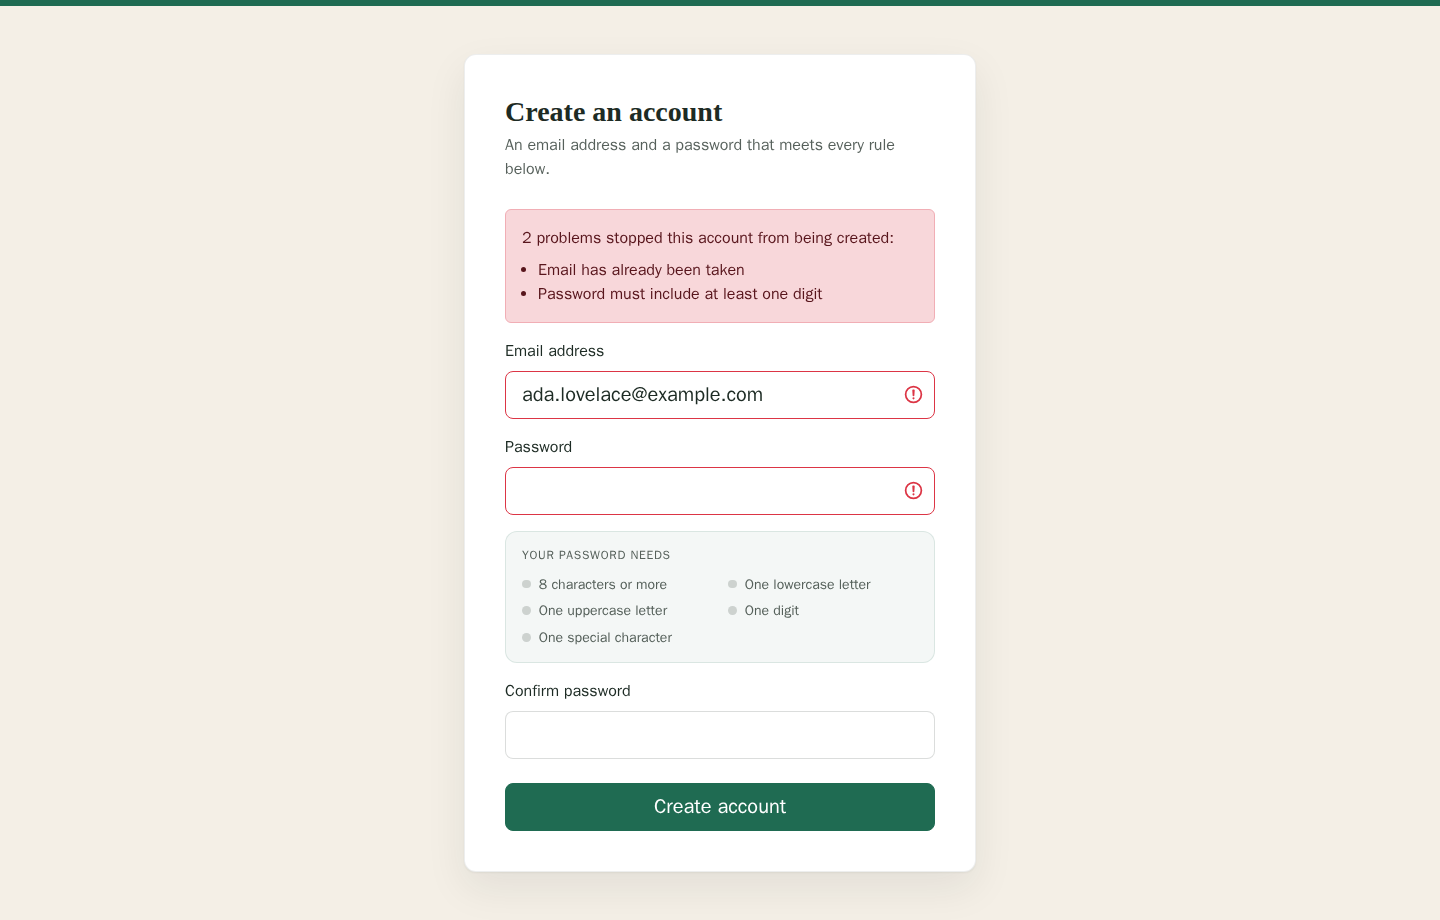 Create an account
An email address and a password that meets every rule
below.
2 problems stopped this account from being created:
Email has already been taken
Password must include at least one digit
Email address
ada.lovelace@example.com
Password
YOUR PASSWORD NEEDS
8 characters or more
One lowercase letter
One uppercase letter
One digit
One special character
Confirm password
Create account